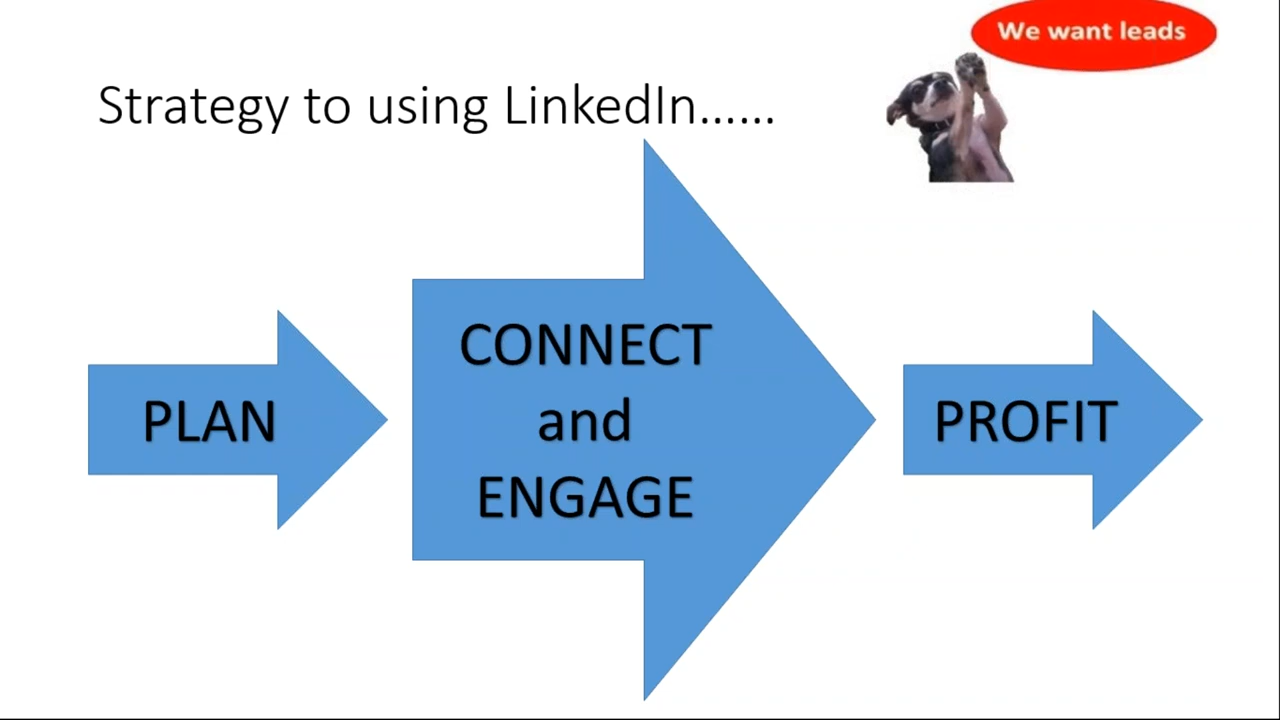 We want leads
Strategy to using LinkedIn......
PLAN
CONNECT
and
ENGAGE
PROFIT